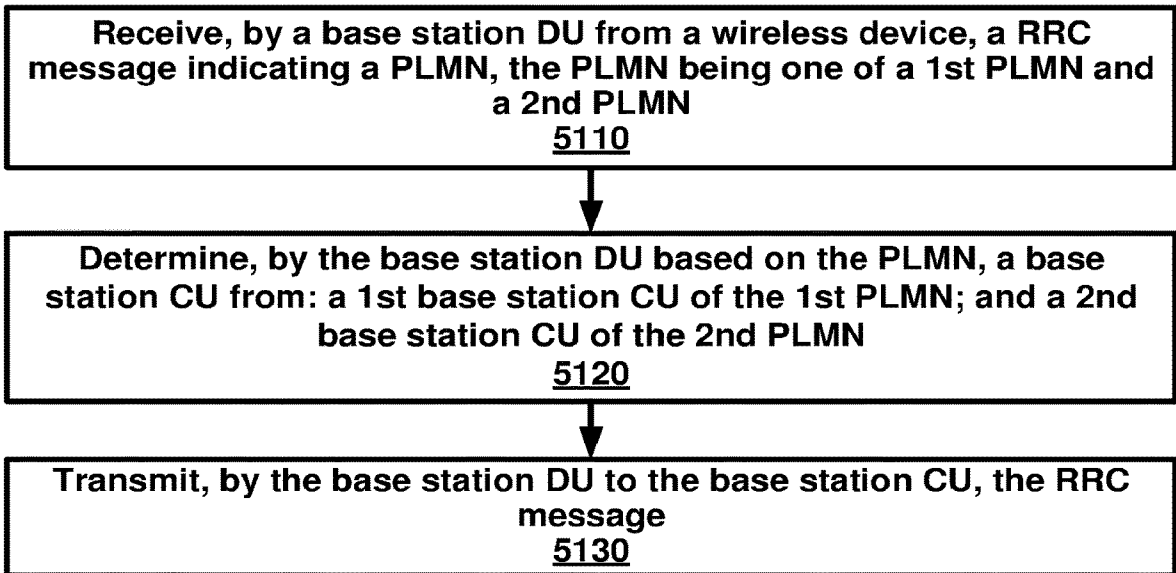 Receive, by a base station DU from a wireless device, a RRC
message indicating a PLMN, the PLMN being one of a 1st PLMN and
a 2nd PLMN
5110
Determine, by the base station DU based on the PLMN, a base
station CU from: a 1st base station CU of the 1st PLMN; and a 2nd
base station CU of the 2nd PLMN
5120
Transmit, by the base station DU to the base station CU, the RRC
message
5130